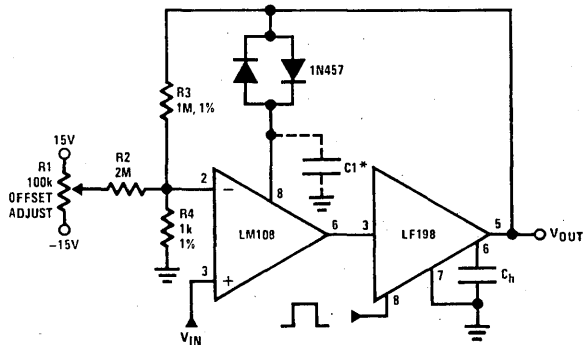 1N457
R3
1M, 1%
15V
R1
100k
OFFSET
ADJUST
-15V
R2
2M
R4
1k
1%
C1*
2
-
8
LM108
6
3
+
VIN
3
LF198
5
6
7
8
VOUT
Ch